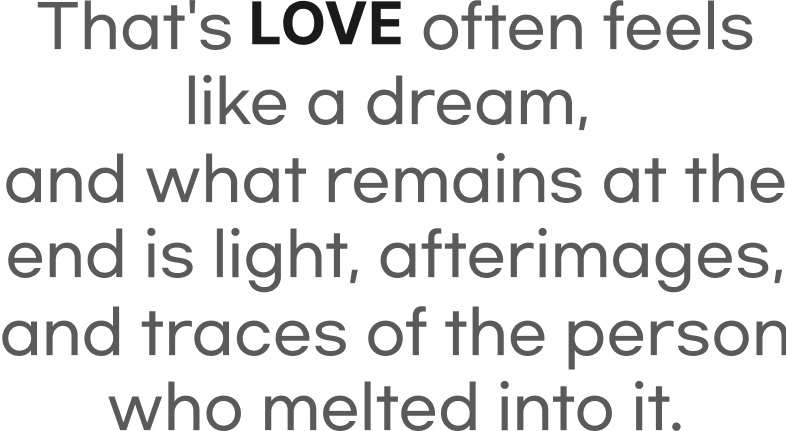 That's LOVE often feels
like a dream,
and what remains at the
end is light, afterimages,
and traces of the person
who melted into it.